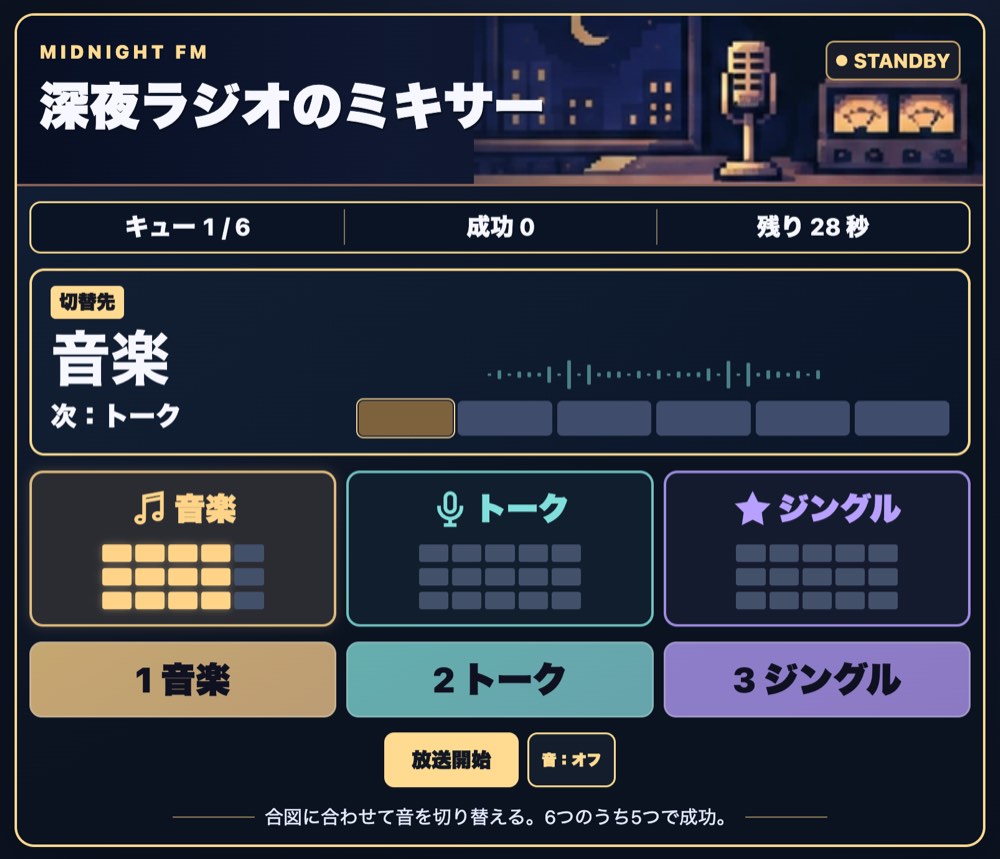 MIDNIGHT FM
STANDBY
深夜ラジオのミキサー
キュー 1 / 6
成功 0
残り 28 秒
切替先
音楽
次：トーク
音楽
トーク
ジングル
1 音楽
2 トーク
3 ジングル
放送開始
音：オフ
合図に合わせて音を切り替える。6つのうち5つで成功。